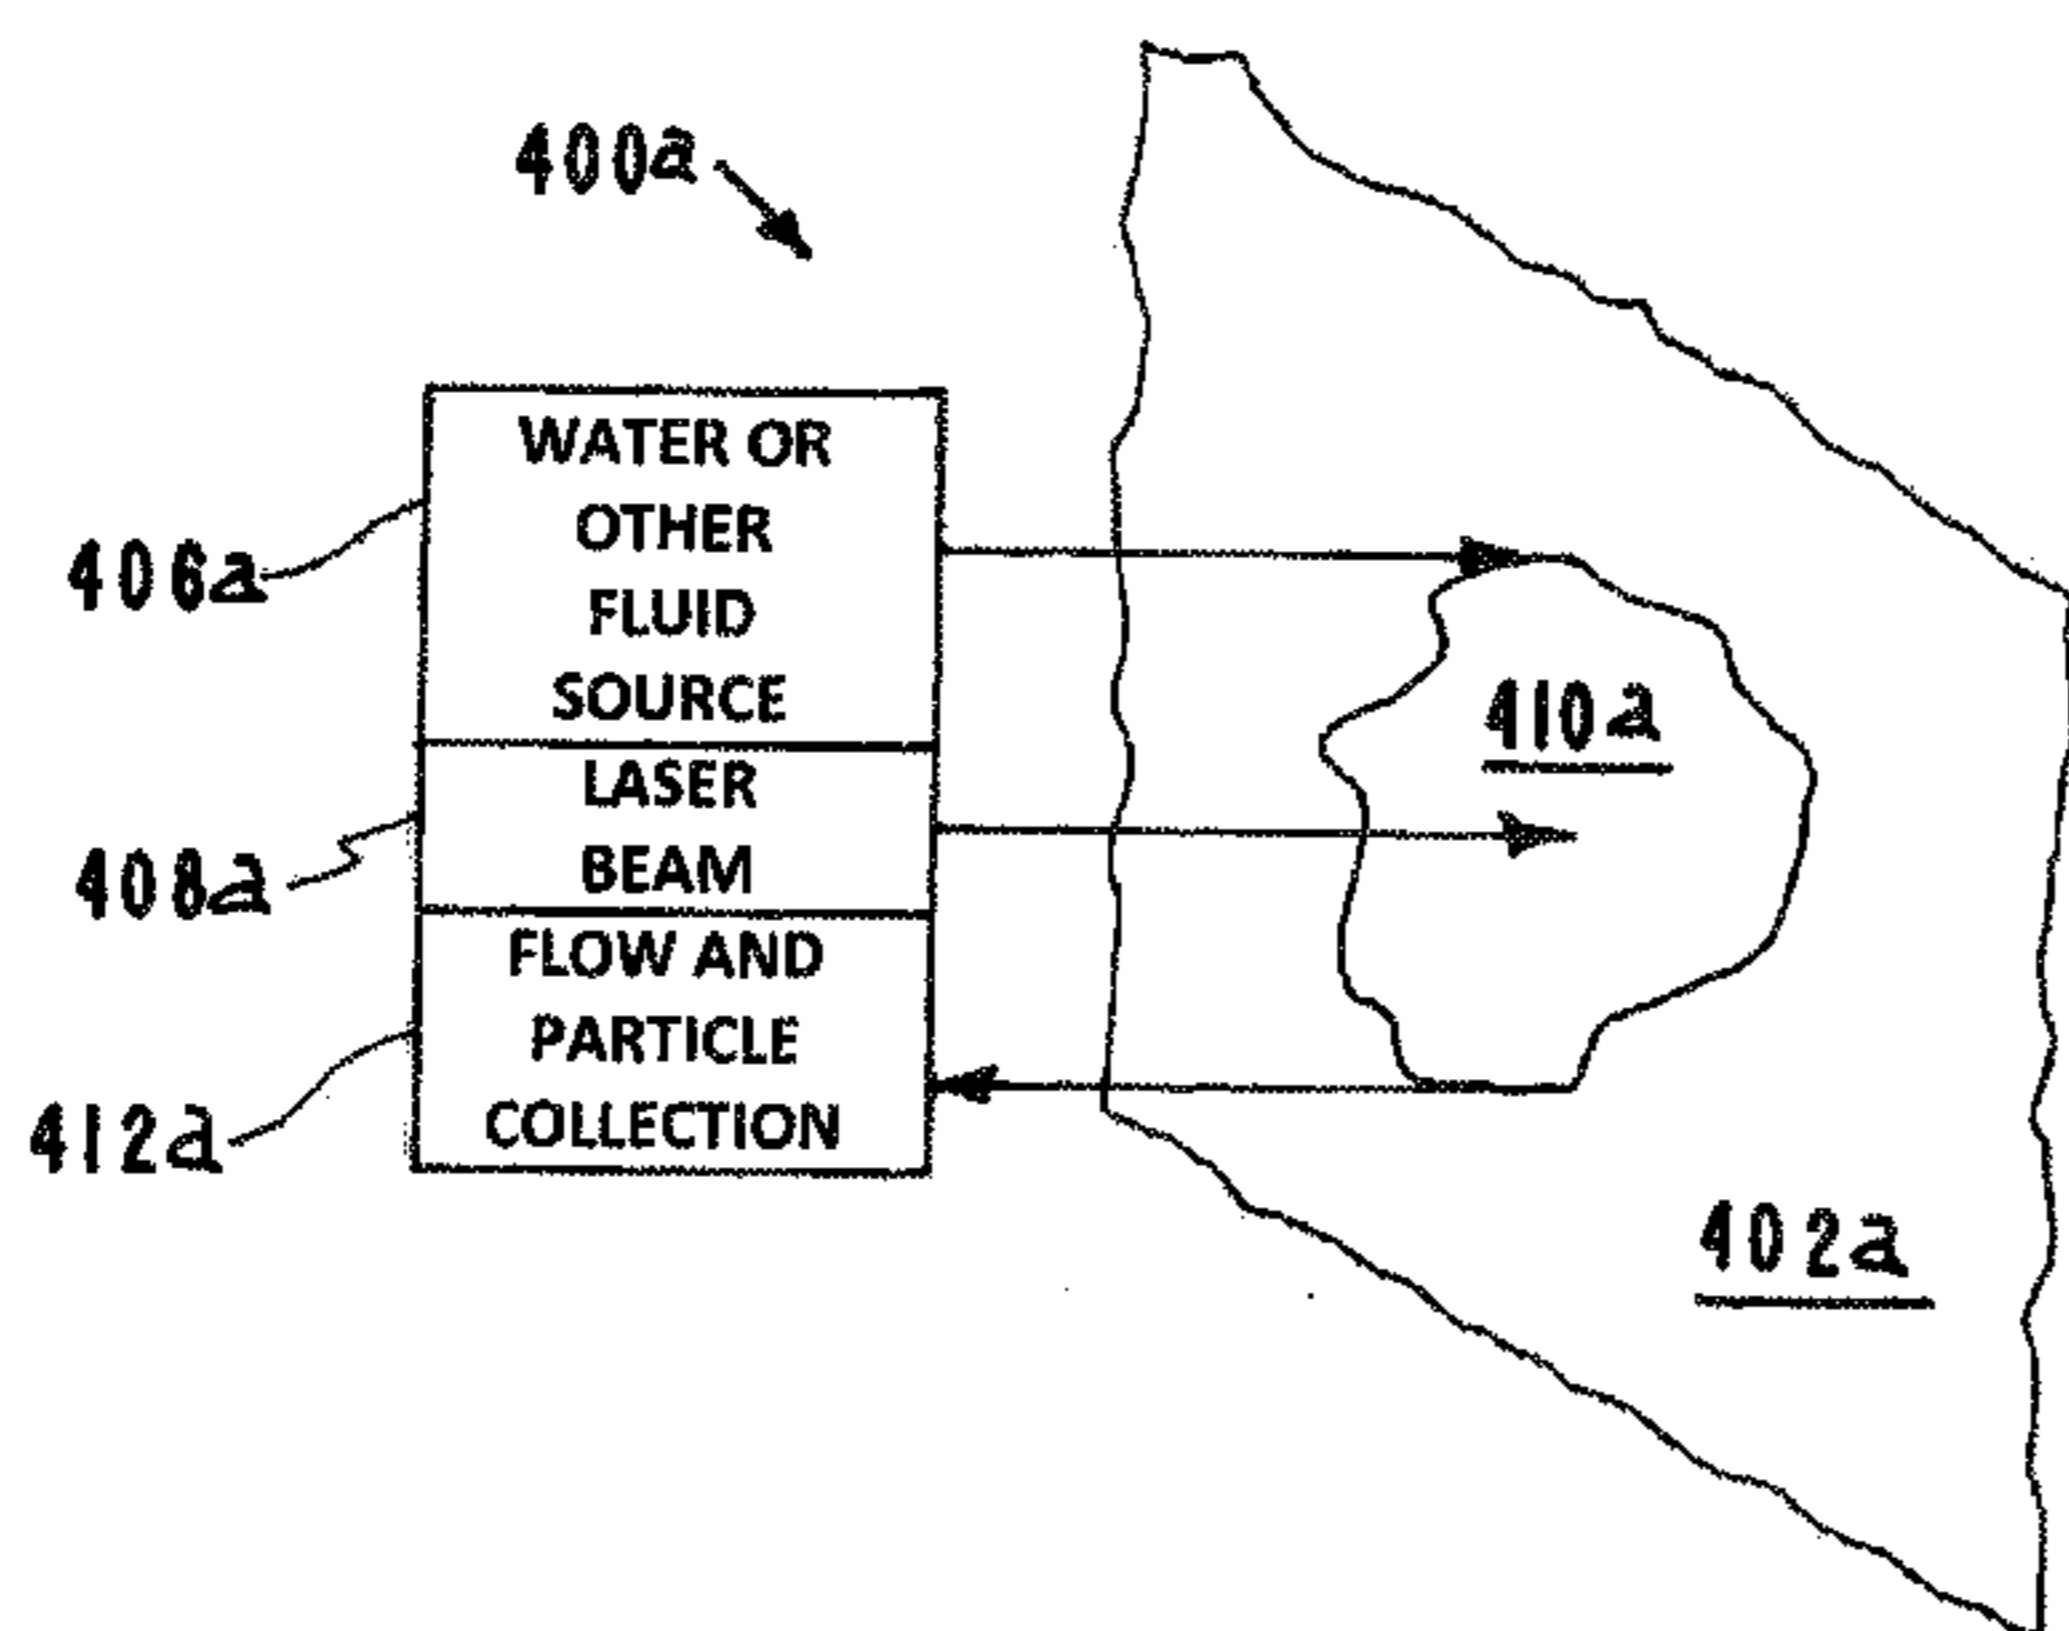 400a
WATER OR
OTHER
FLUID
SOURCE
406a
410a
LASER
BEAM
408a
FLOW AND
PARTICLE
COLLECTION
412a
402a